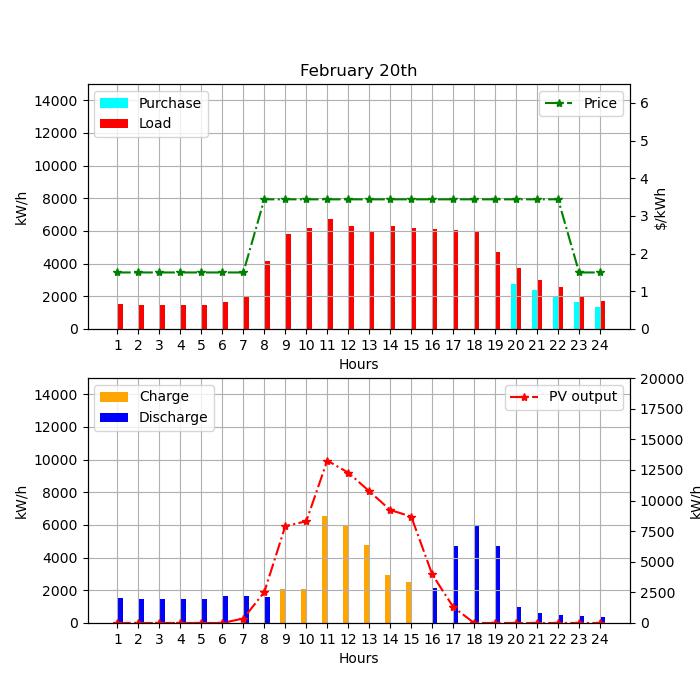 February 20th
14000
12000
10000
8000
6000
4000
2000
0
kW/h
Purchase
Load
Price
6
5
4
3
2
1
0
$/kWh
1 2 3 4 5 6 7 8 9 10 11 12 13 14 15 16 17 18 19 20 21 22 23 24
Hours
14000
12000
10000
8000
6000
4000
2000
0
kW/h
Charge
Discharge
PV output
20000
17500
15000
12500
10000
7500
5000
2500
0
kW/h
1 2 3 4 5 6 7 8 9 10 11 12 13 14 15 16 17 18 19 20 21 22 23 24
Hours